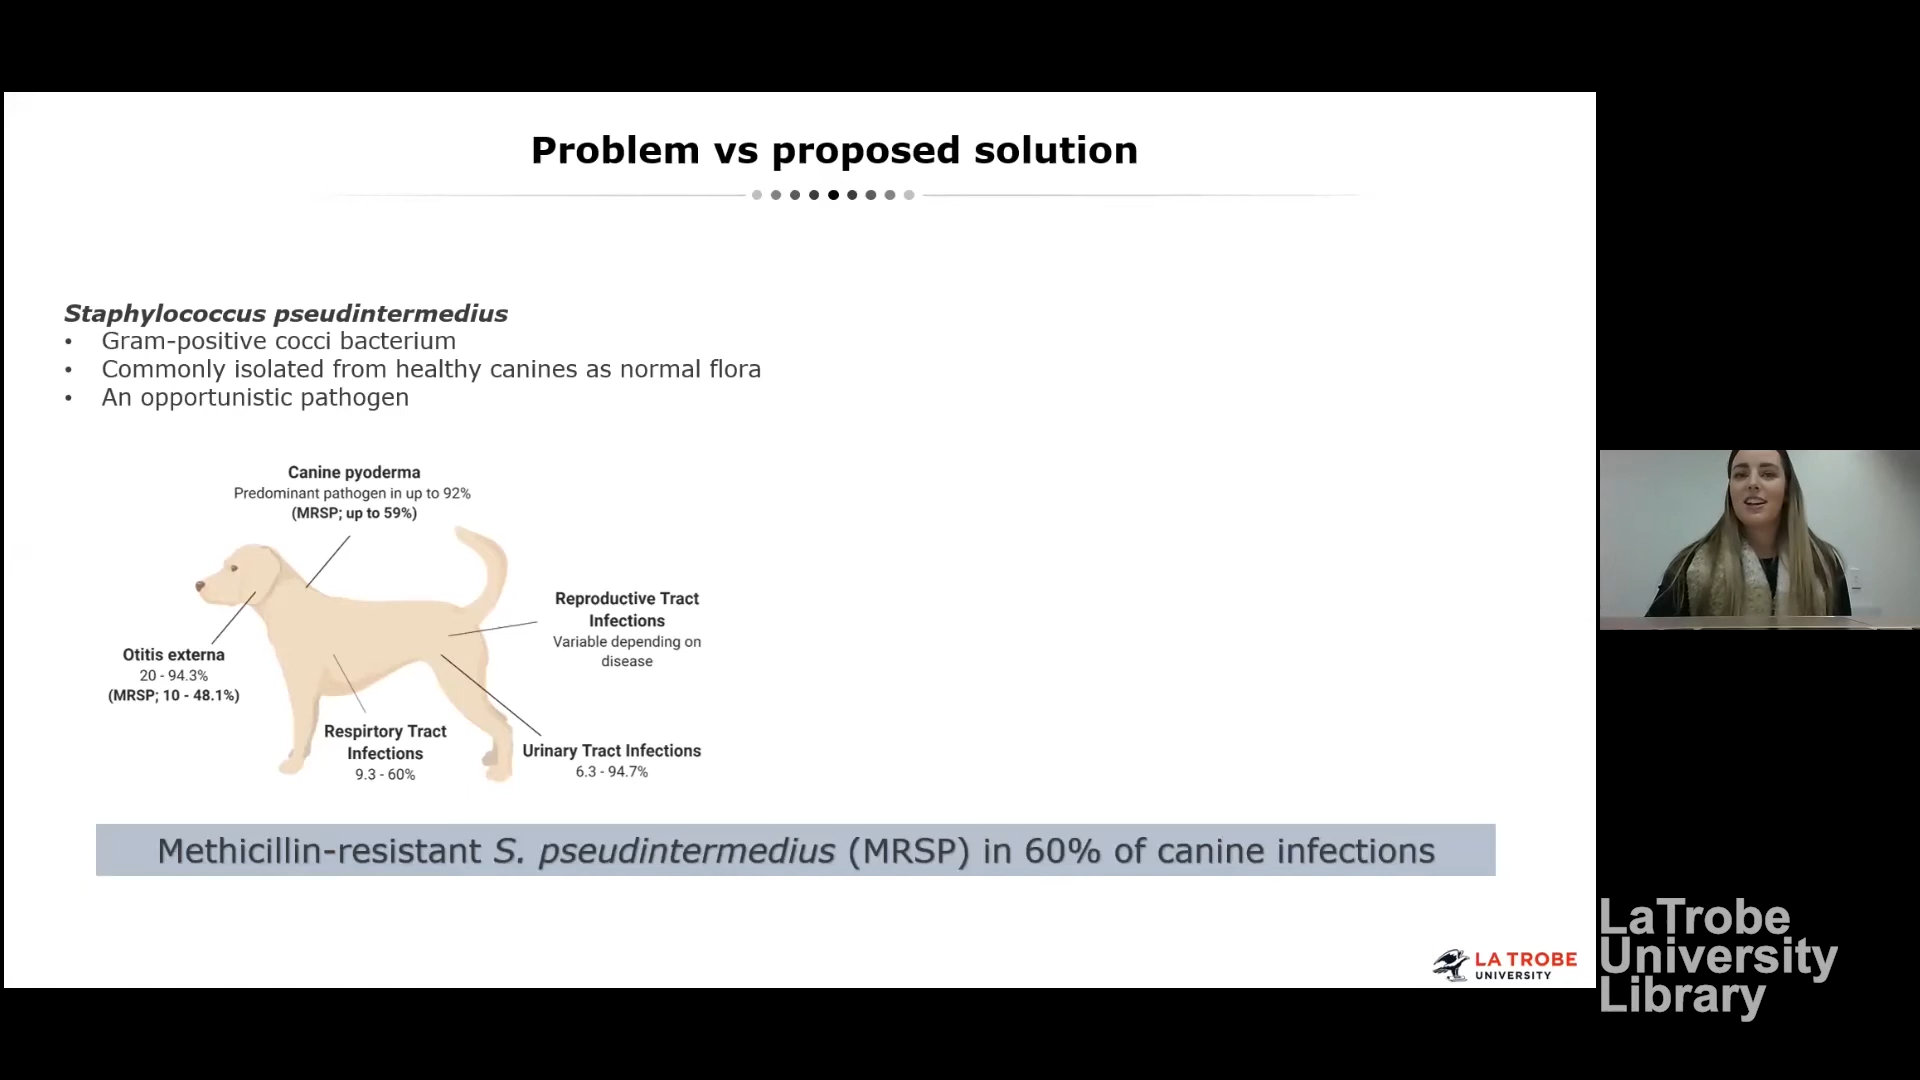 Problem vs proposed solution
Staphylococcus pseudintermedius
• Gram-positive cocci bacterium
• Commonly isolated from healthy canines as normal flora
• An opportunistic pathogen
Canine pyoderma
Predominant pathogen in up to 92%
(MRSP; up to 59%)
Reproductive Tract
Infections
Variable depending on
disease
Otitis externa
20 - 94.3%
(MRSP; 10 - 48.1%)
Respirtory Tract
Infections
9.3 - 60%
Urinary Tract Infections
6.3 - 94.7%
Methicillin-resistant S. pseudintermedius (MRSP) in 60% of canine infections
LA TROBE
UNIVERSITY
LaTrobe
University
Library